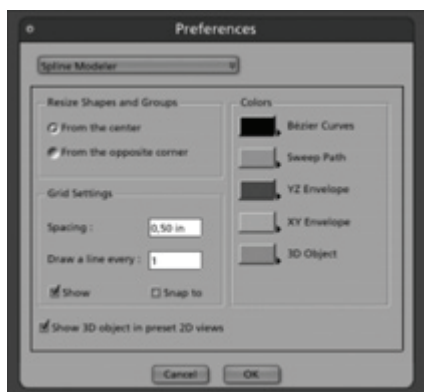 Preferences
Spline Modeler
Resize Shapes and Groups
From the center
From the opposite corner
Grid Settings
Spacing :
0,50 in
Draw a line every :
1
Show
Snap to
Colors
Bézier Curves
Sweep Path
YZ Envelope
XY Envelope
3D Object
Show 3D object in preset 2D views
Cancel
OK